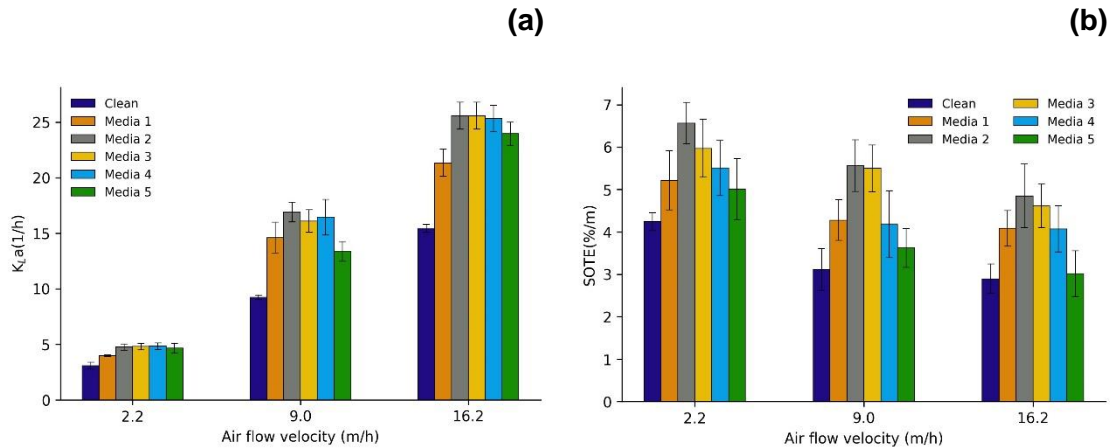 (a)
Clean
Media 1
Media 2
Media 3
Media 4
Media 5
25
20
15
10
5
0
KLa(1/h)
2.2 9.0 16.2
Air flow velocity (m/h)
(b)
Clean
Media 1
Media 2
Media 3
Media 4
Media 5
7
6
5
4
3
2
1
0
SOTE(%/m)
2.2 9.0 16.2
Air flow velocity (m/h)